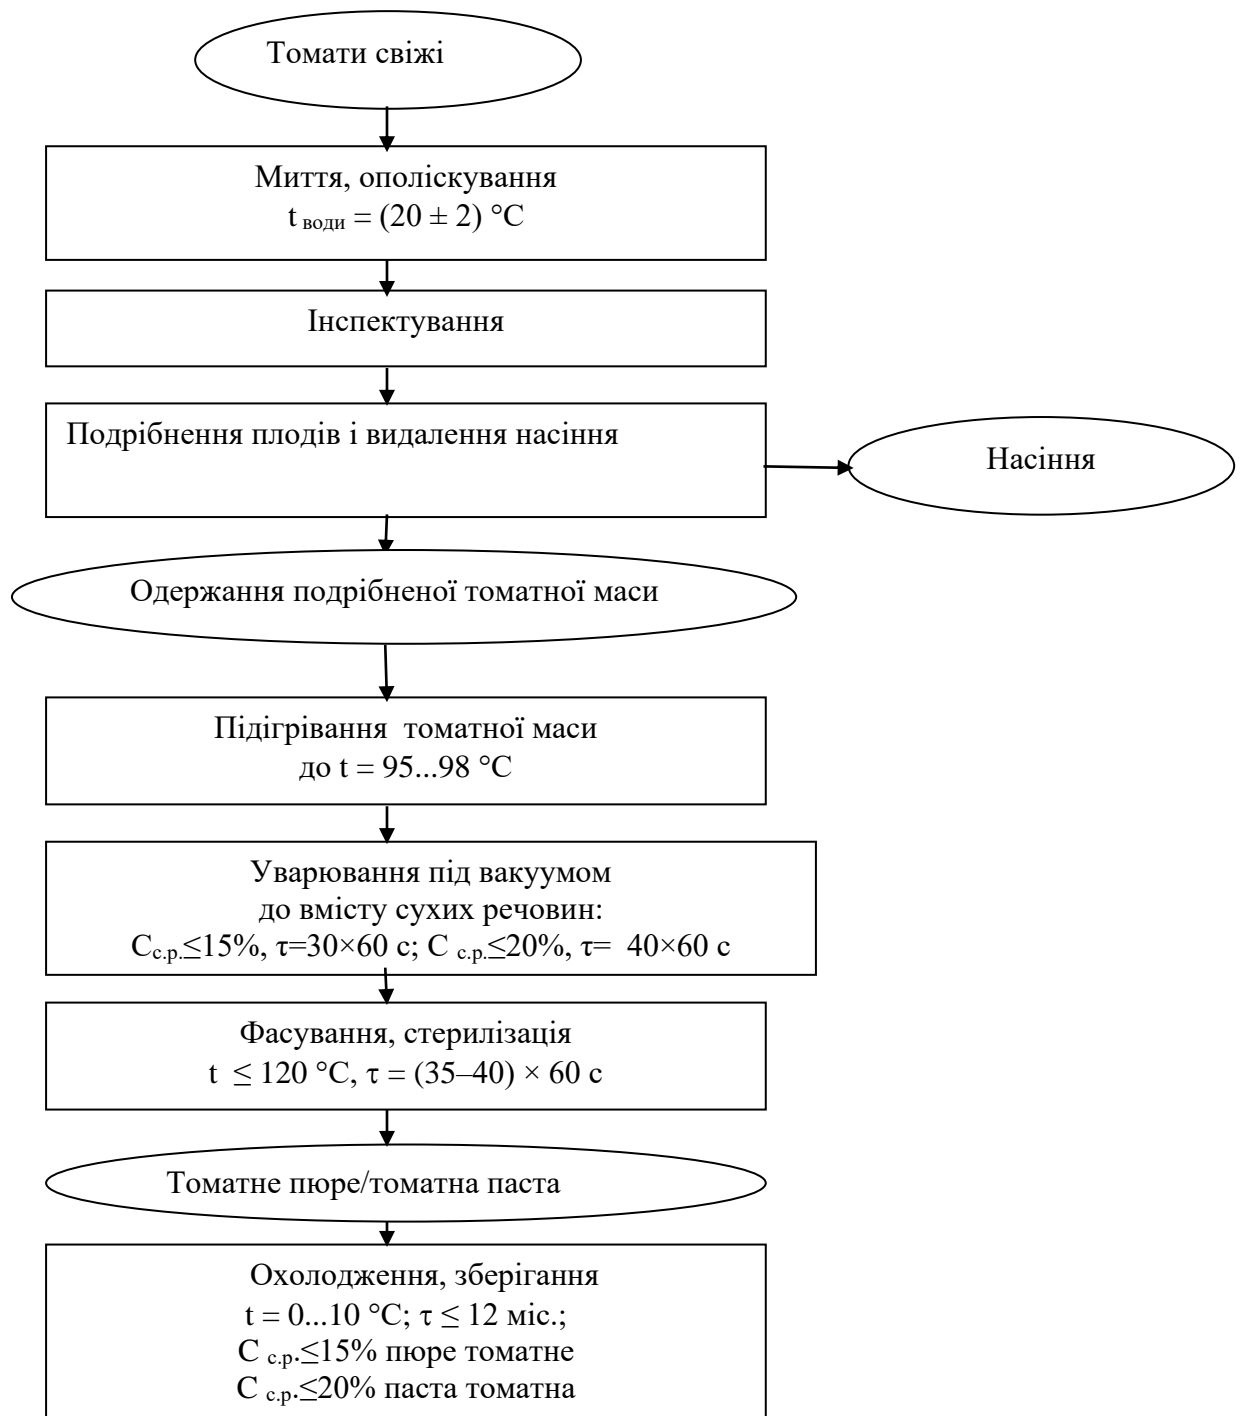 Томати свіжі
Миття, ополіскування
t води = (20 ± 2) °С
Інспектування
Подрібнення плодів і видалення насіння
Насіння
Одержання подрібненої томатної маси
Підігрівання томатної маси
до t = 95...98 °С
Уварювання під вакуумом
до вмісту сухих речовин:
Сс.р.≤15%, τ=30×60 с; С с.р.≤20%, τ= 40×60 с
Фасування, стерилізація
t ≤ 120 °С, τ = (35–40) × 60 с
Томатне пюре/томатна паста
Охолодження, зберігання
t = 0...10 °С; τ ≤ 12 міс.;
С с.р.≤15% пюре томатне
С с.р.≤20% паста томатна